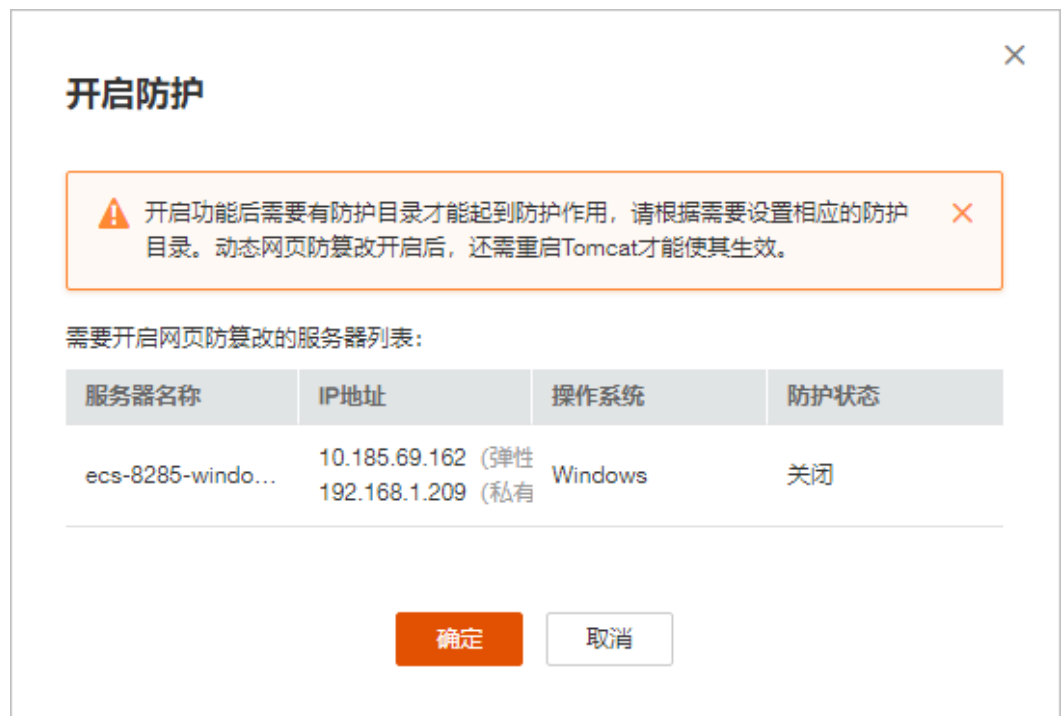 开启防护
开启功能后需要有防护目录才能起到防护作用，请根据需要设置相应的防护
目录。动态网页防篡改开启后，还需重启Tomcat才能使其生效。
需要开启网页防篡改的服务器列表：
服务器名称 IP地址 操作系统 防护状态
ecs-8285-windo... 10.185.69.162 (弹性 Windows 关闭
192.168.1.209 (私有
确定 取消